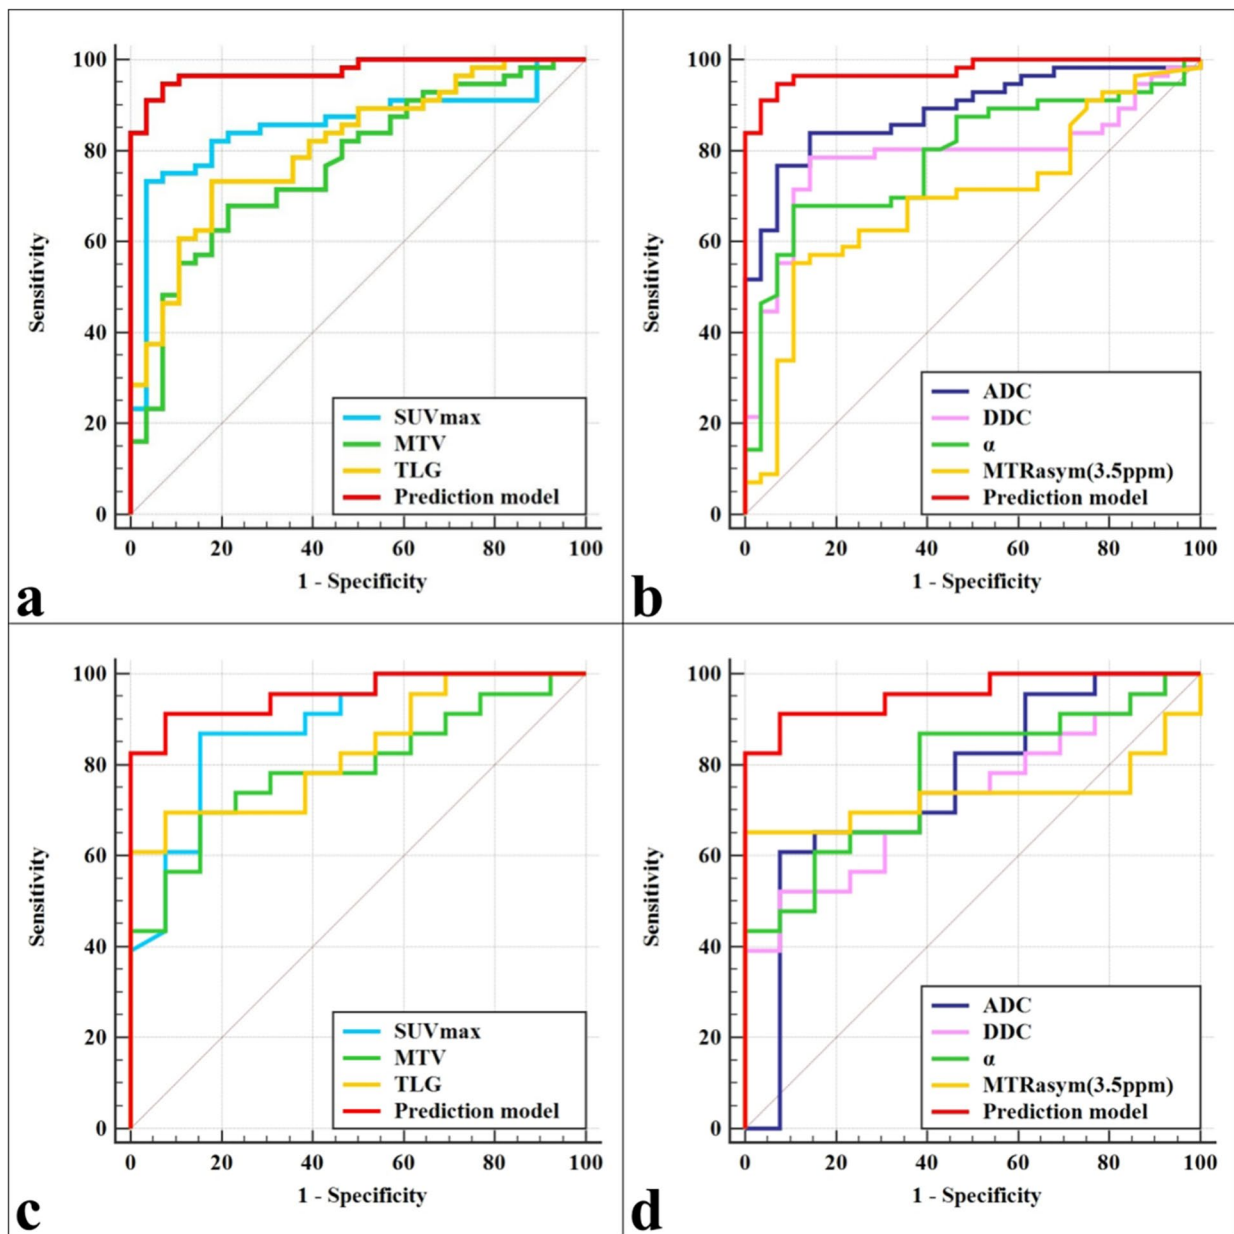 100
80
60
40
20
0
Sensitivity
0 20 40 60 80 100
1 - Specificity
SUVmax
MTV
TLG
Prediction model
a
100
80
60
40
20
0
Sensitivity
0 20 40 60 80 100
1 - Specificity
ADC
DDC
α
MTRasym(3.5ppm)
Prediction model
b
100
80
60
40
20
0
Sensitivity
0 20 40 60 80 100
1 - Specificity
SUVmax
MTV
TLG
Prediction model
c
100
80
60
40
20
0
Sensitivity
0 20 40 60 80 100
1 - Specificity
ADC
DDC
α
MTRasym(3.5ppm)
Prediction model
d